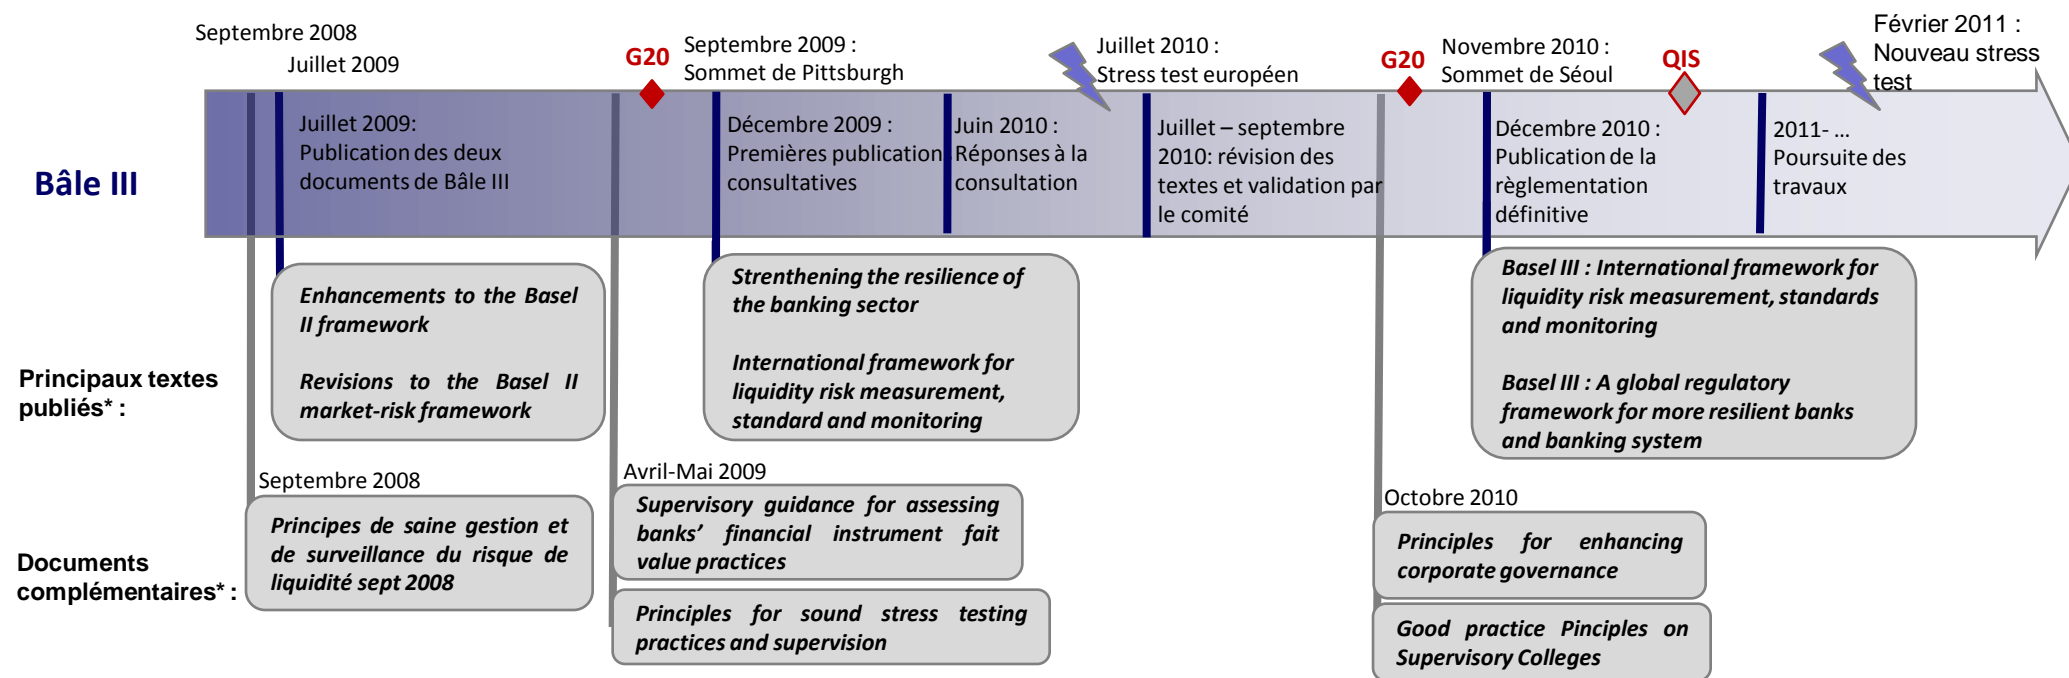 Septembre 2008
Juillet 2009
G20
Septembre 2009 :
Sommet de Pittsburgh
Juillet 2010 :
Stress test européen
G20
Novembre 2010 :
Sommet de Séoul
QIS
Février 2011 :
Nouveau stress
test
Bâle III
Juillet 2009:
Publication des deux
documents de Bâle III
Décembre 2009 :
Premières publication
consultatives
Juin 2010 :
Réponses à la
consultation
Juillet – septembre
2010: révision des
textes et validation par
le comité
Décembre 2010 :
Publication de la
règlementation
définitive
2011- ...
Poursuite des
travaux
Principaux textes
publiés* :
Enhancements to the Basel
II framework
Revisions to the Basel II
market-risk framework
Strenthening the resilience of
the banking sector
International framework for
liquidity risk measurement,
standard and monitoring
Basel III : International framework for
liquidity risk measurement, standards
and monitoring
Basel III : A global regulatory
framework for more resilient banks
and banking system
Documents
complémentaires* :
Septembre 2008
Principes de saine gestion et
de surveillance du risque de
liquidité sept 2008
Avril-Mai 2009
Supervisory guidance for assessing
banks’ financial instrument fait
value practices
Principles for sound stress testing
practices and supervision
Octobre 2010
Principles for enhancing
corporate governance
Good practice Pinciples on
Supervisory Colleges